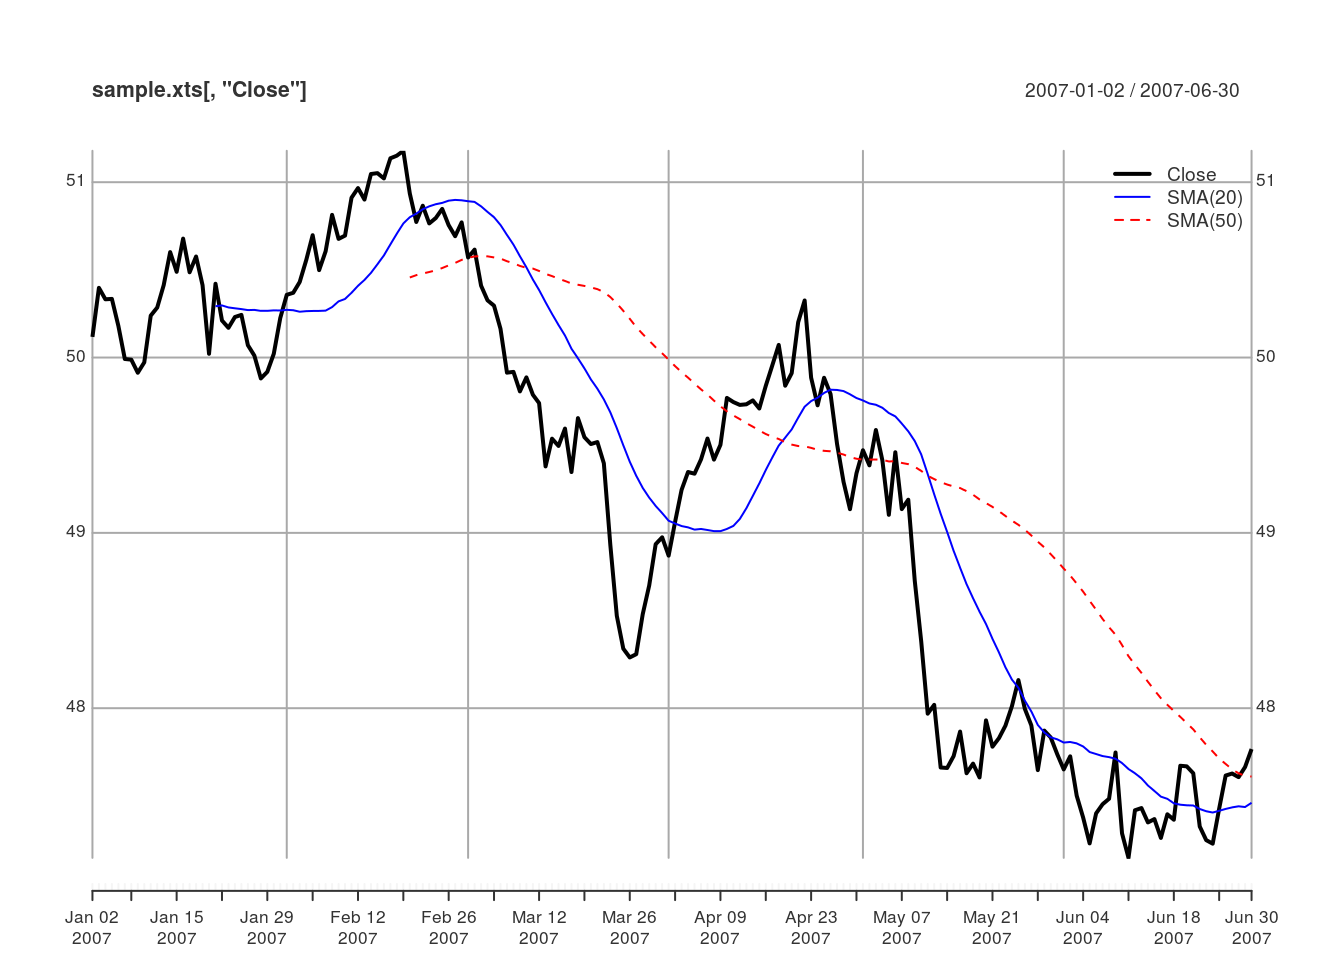 sample.xts[, "Close"]
2007-01-02 / 2007-06-30
Close
SMA(20)
SMA(50)
51
50
49
48
51
50
49
48
Jan 02 Jan 15 Jan 29 Feb 12 Feb 26 Mar 12 Mar 26 Apr 09 Apr 23 May 07 May 21 Jun 04 Jun 18 Jun 30
2007 2007 2007 2007 2007 2007 2007 2007 2007 2007 2007 2007 2007 2007